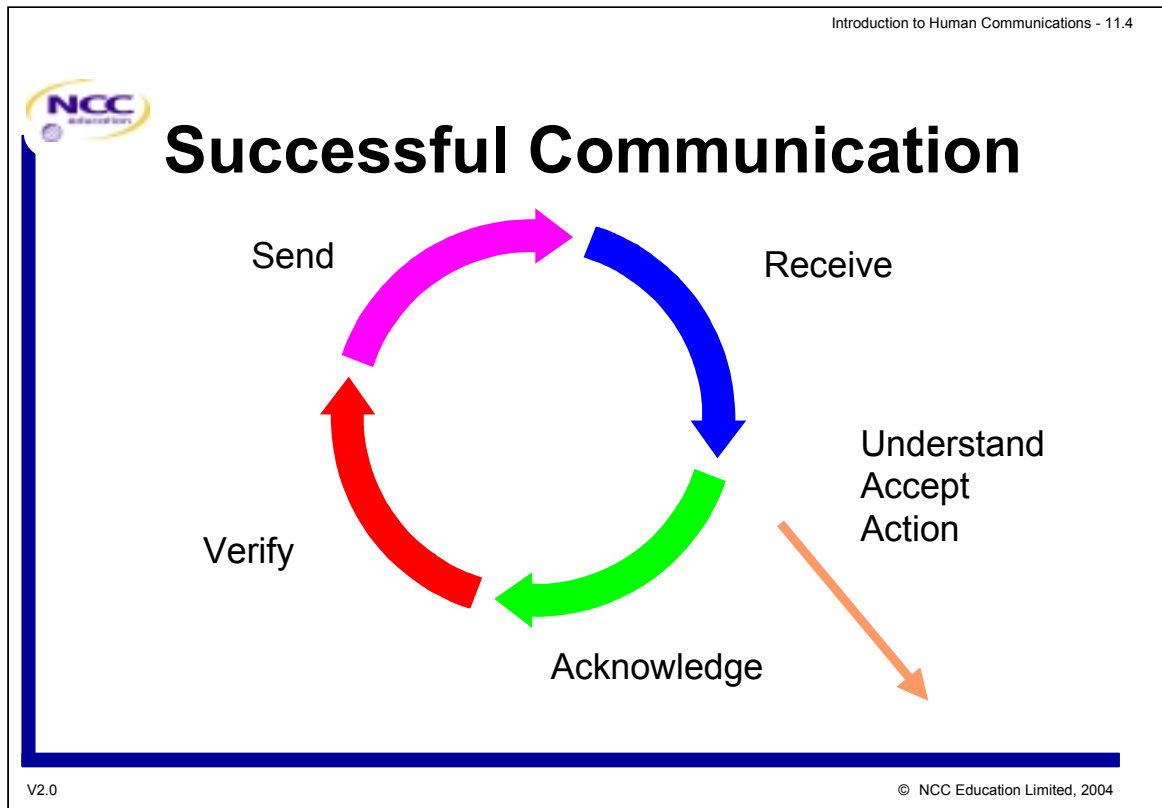 Introduction to Human Communications - 11.4
NCC
education
Successful Communication
Send
Receive
Understand
Accept
Action
Verify
Acknowledge
V2.0
© NCC Education Limited, 2004